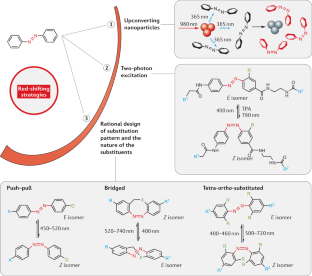 ① Upconverting nanoparticles
980 nm
365 nm
365 nm
365 nm
Red-shifting
strategies
② Two-photon
excitation
E isomer
400 nm
TPA
780 nm
Z isomer
③
Rational design
of substitution
pattern and the
nature of the
substituents
Push–pull
E isomer
450–520 nm
Z isomer
Bridged
Z isomer
520–740 nm
400 nm
E isomer
Tetra-ortho-substituted
E isomer
400–460 nm
500–720 nm
Z isomer